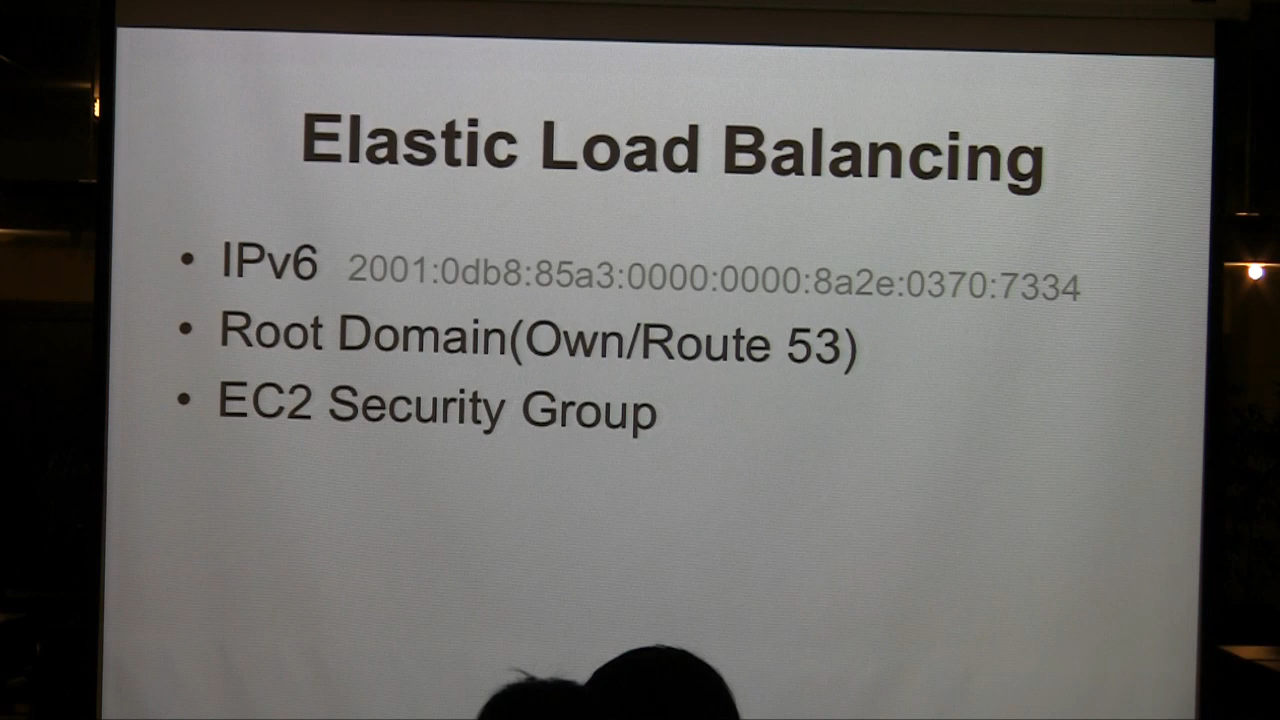 Elastic Load Balancing
• IPv6 2001:0db8:85a3:0000:0000:8a2e:0370:7334
• Root Domain(Own/Route 53)
• EC2 Security Group